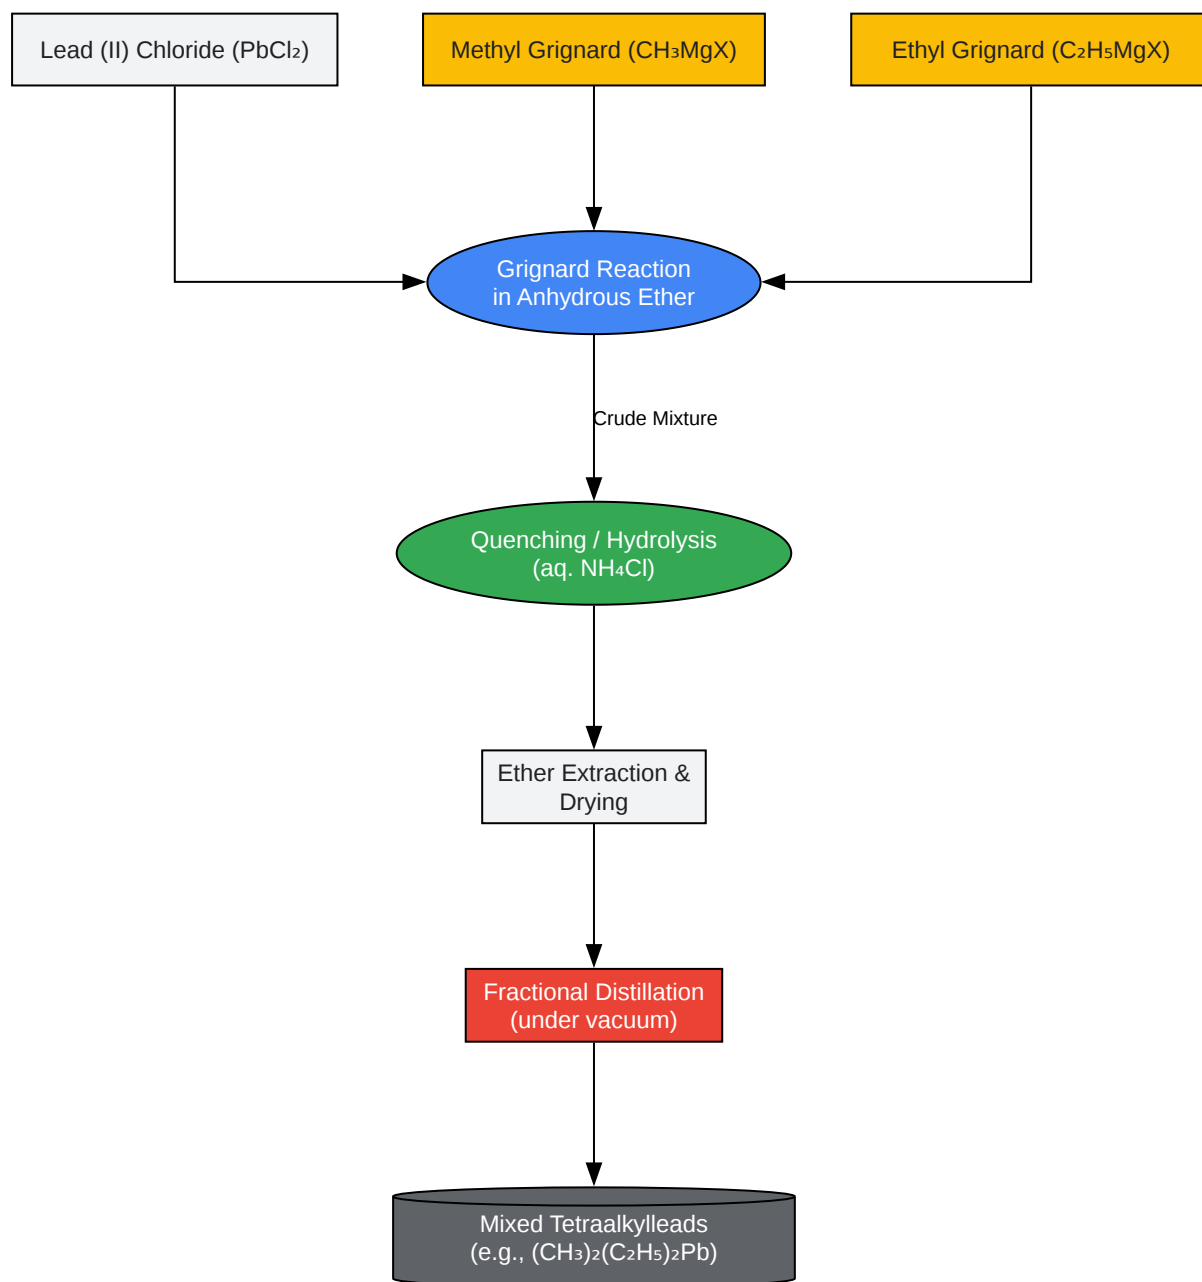 Lead (II) Chloride (PbCl₂)
Methyl Grignard (CH₃MgX)
Ethyl Grignard (C₂H₅MgX)
Grignard Reaction
in Anhydrous Ether
Crude Mixture
Quenching / Hydrolysis
(aq. NH₄Cl)
Ether Extraction &
Drying
Fractional Distillation
(under vacuum)
Mixed Tetraalkylleads
(e.g., (CH₃)₂(C₂H₅)₂Pb)